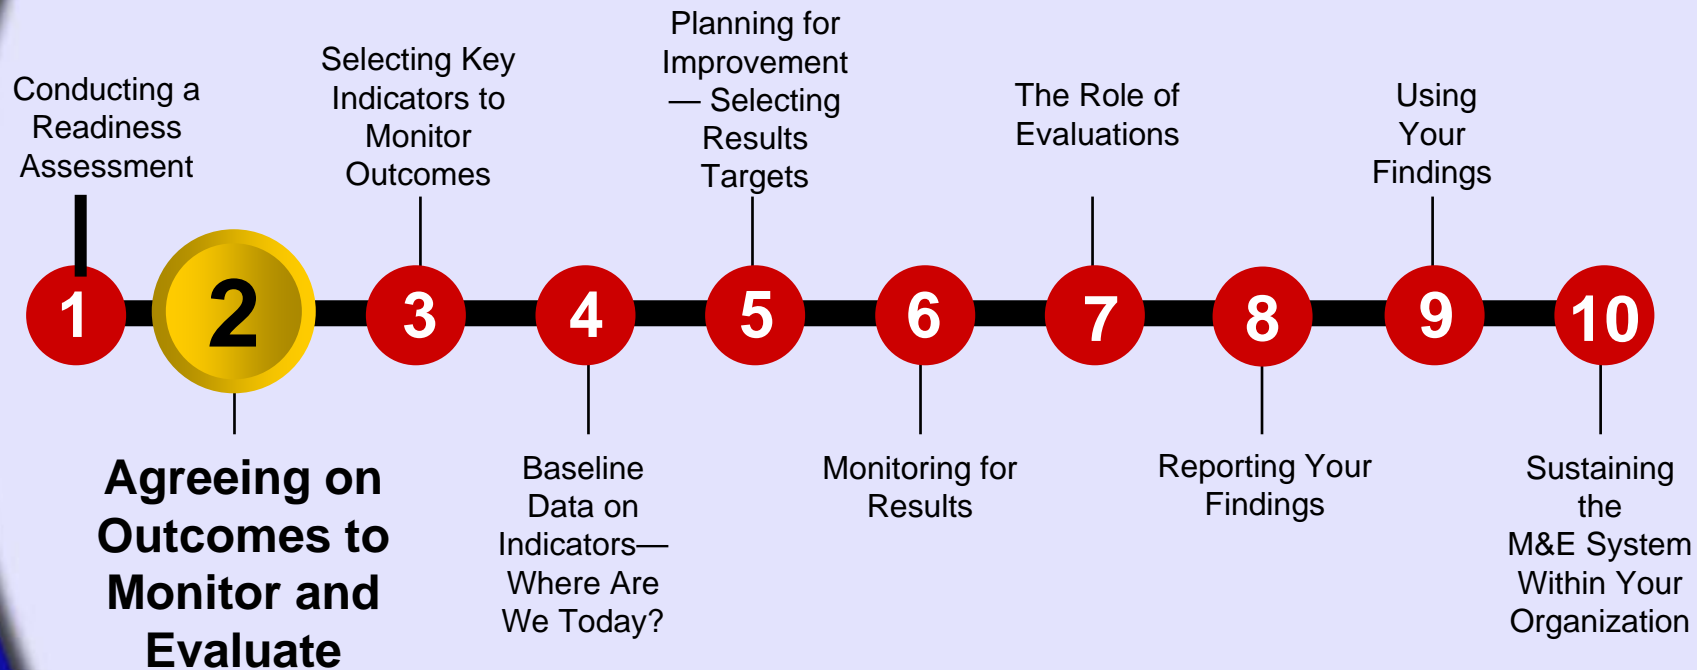 Conducting a
Readiness
Assessment
Selecting Key
Indicators to
Monitor
Outcomes
Planning for
Improvement
— Selecting
Results
Targets
The Role of
Evaluations
Using
Your
Findings
1
2
3
4
5
6
7
8
9
10
Agreeing on
Outcomes to
Monitor and
Evaluate
Baseline
Data on
Indicators—
Where Are
We Today?
Monitoring for
Results
Reporting Your
Findings
Sustaining
the
M&E System
Within Your
Organization